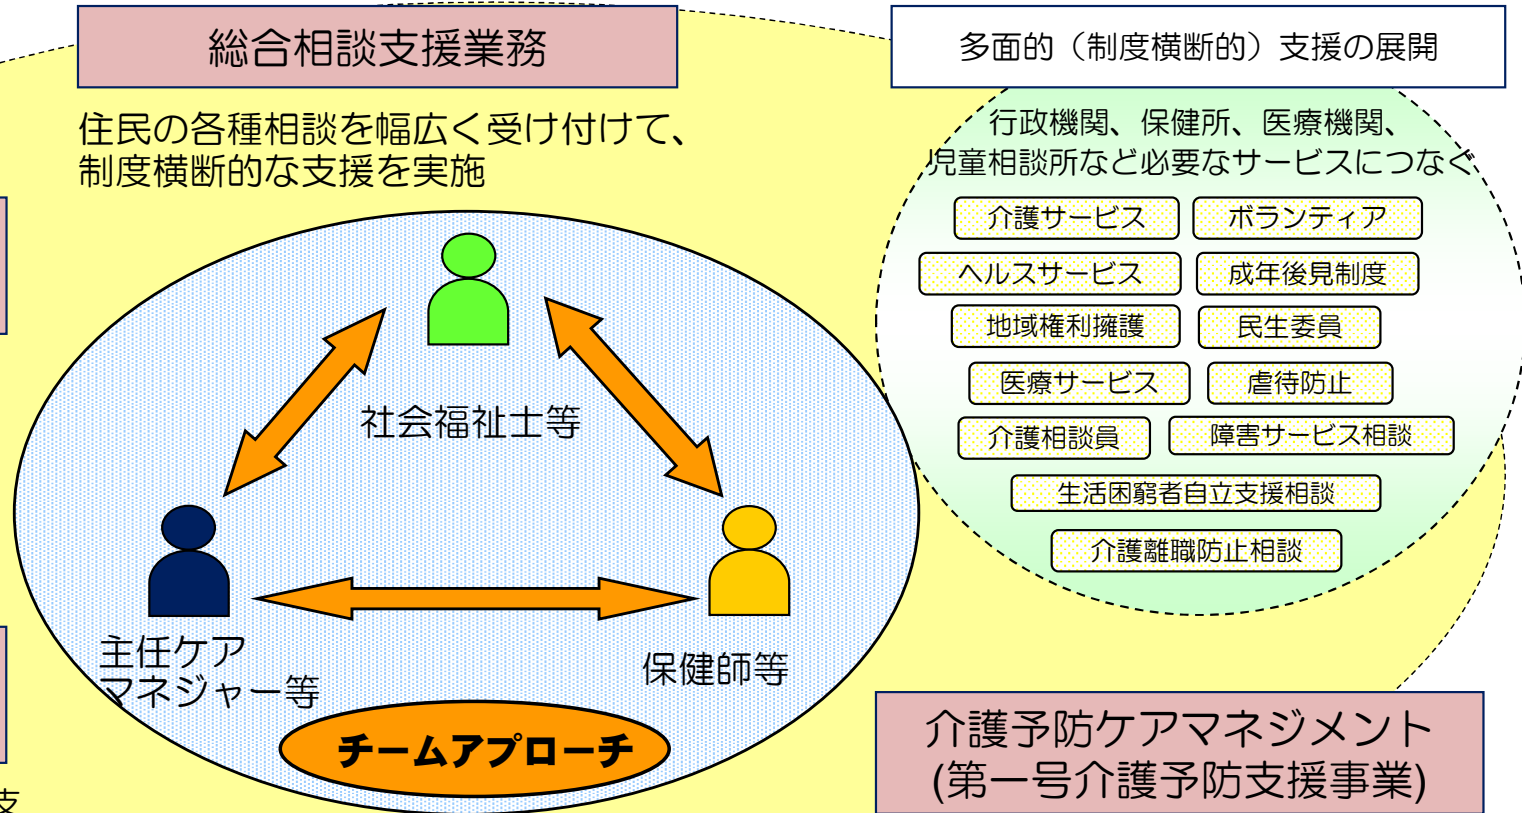 総合相談支援業務
住民の各種相談を幅広く受け付けて、
制度横断的な支援を実施
多面的（制度横断的）支援の展開
行政機関、保健所、医療機関、
児童相談所など必要なサービスにつなぐ
介護サービス
ボランティア
ヘルスサービス
成年後見制度
地域権利擁護
民生委員
医療サービス
虐待防止
介護相談員
障害サービス相談
生活困窮者自立支援相談
介護離職防止相談
社会福祉士等
主任ケア
マネジャー等
保健師等
チームアプローチ
介護予防ケアマネジメント
(第一号介護予防支援事業)
支